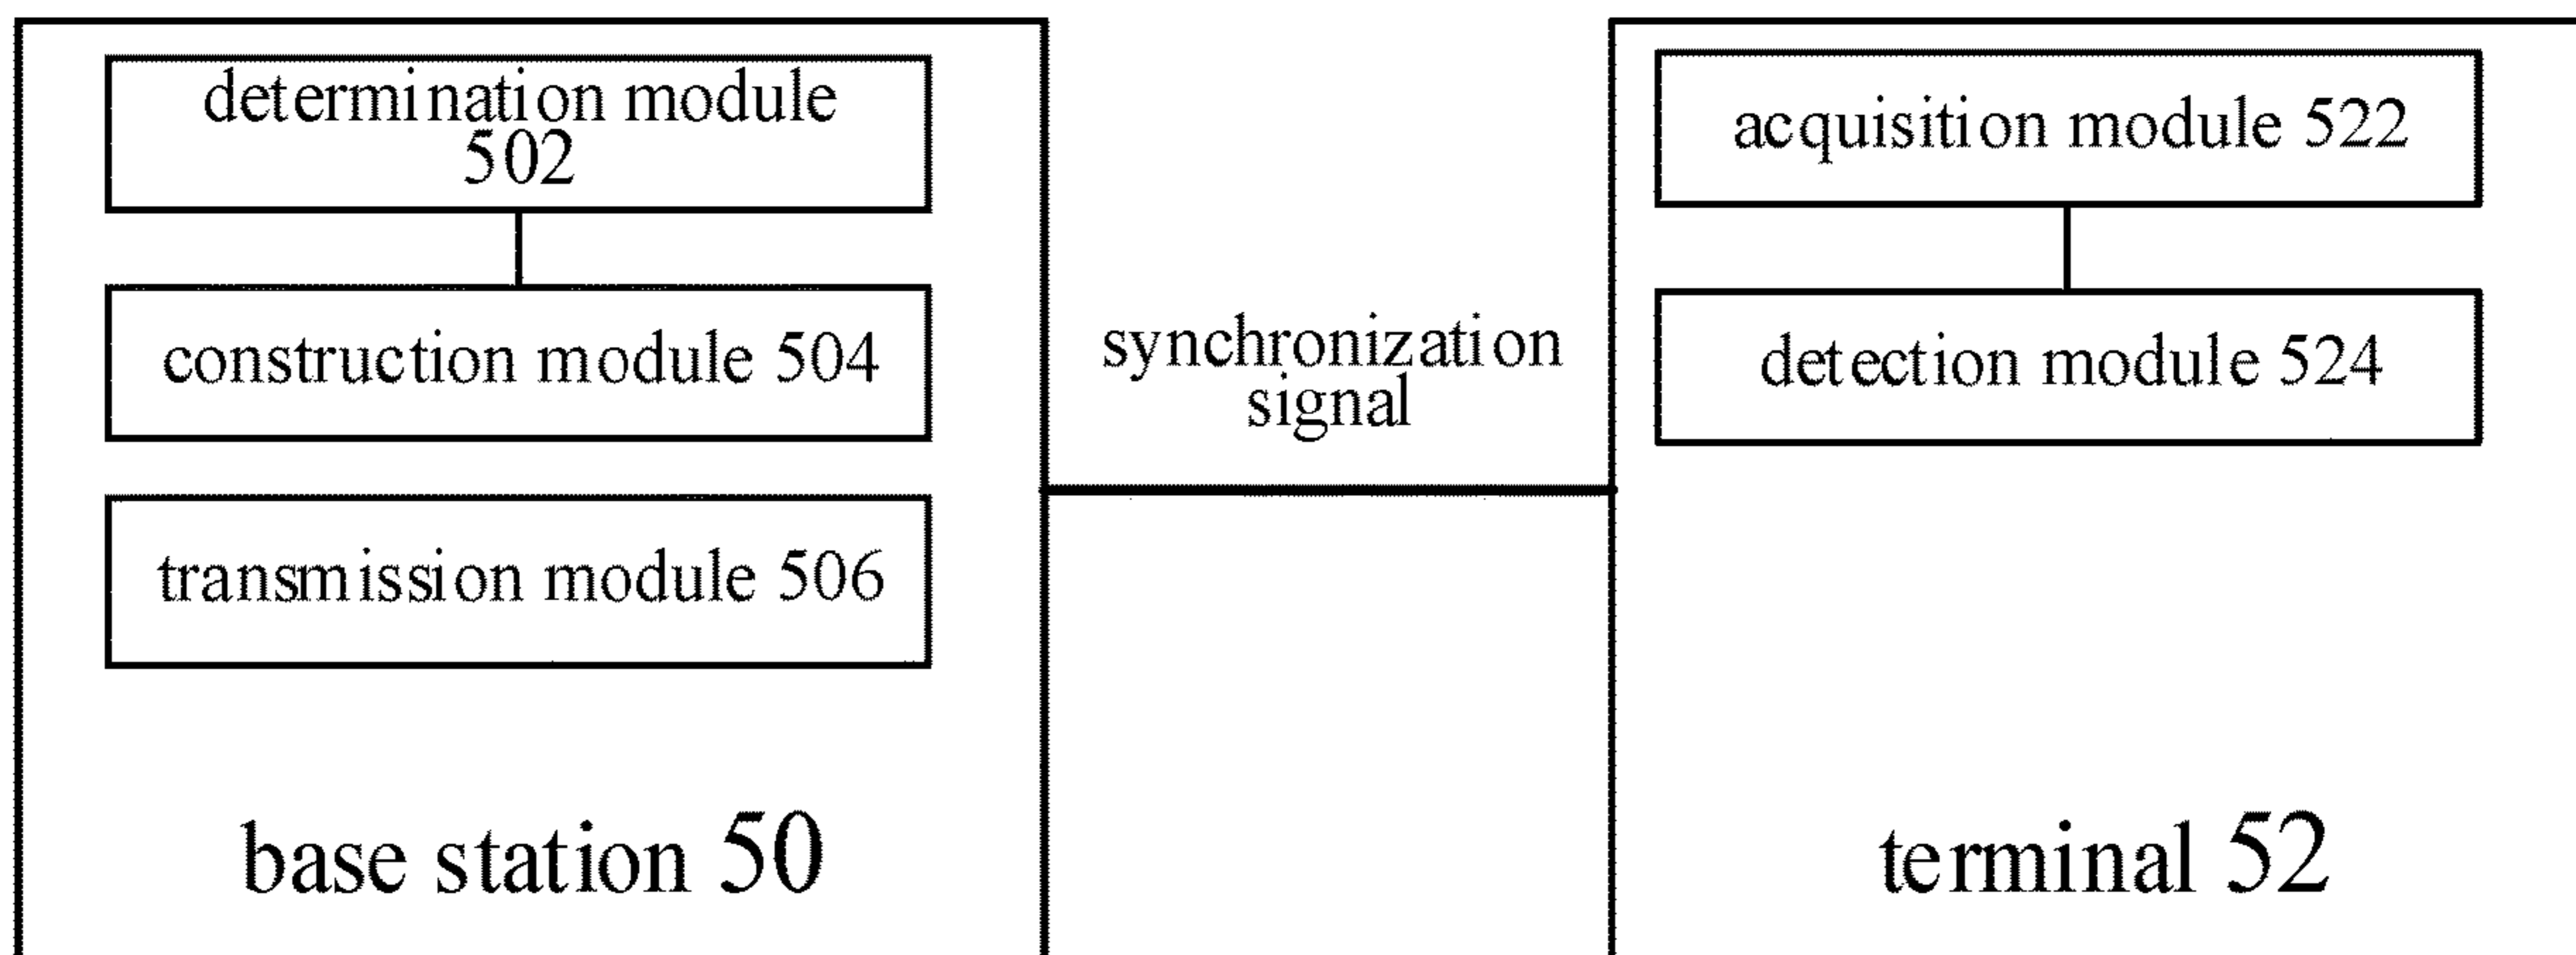 determination module
502
construction module 504
transmission module 506
base station 50
synchronization
signal
acquisition module 522
detection module 524
terminal 52